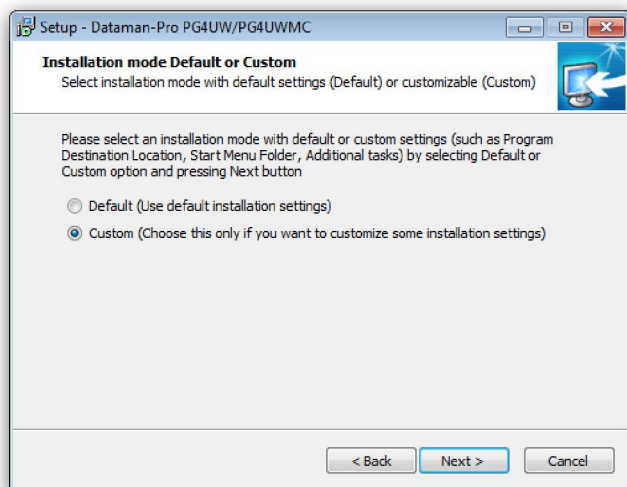 Setup - Dataman-Pro PG4UW/PG4UWMC
Installation mode Default or Custom
Select installation mode with default settings (Default) or customizable (Custom)
Please select an installation mode with default or custom settings (such as Program
Destination Location, Start Menu Folder, Additional tasks) by selecting Default or
Custom option and pressing Next button
Default (Use default installation settings)
Custom (Choose this only if you want to customize some installation settings)
< Back Next > Cancel